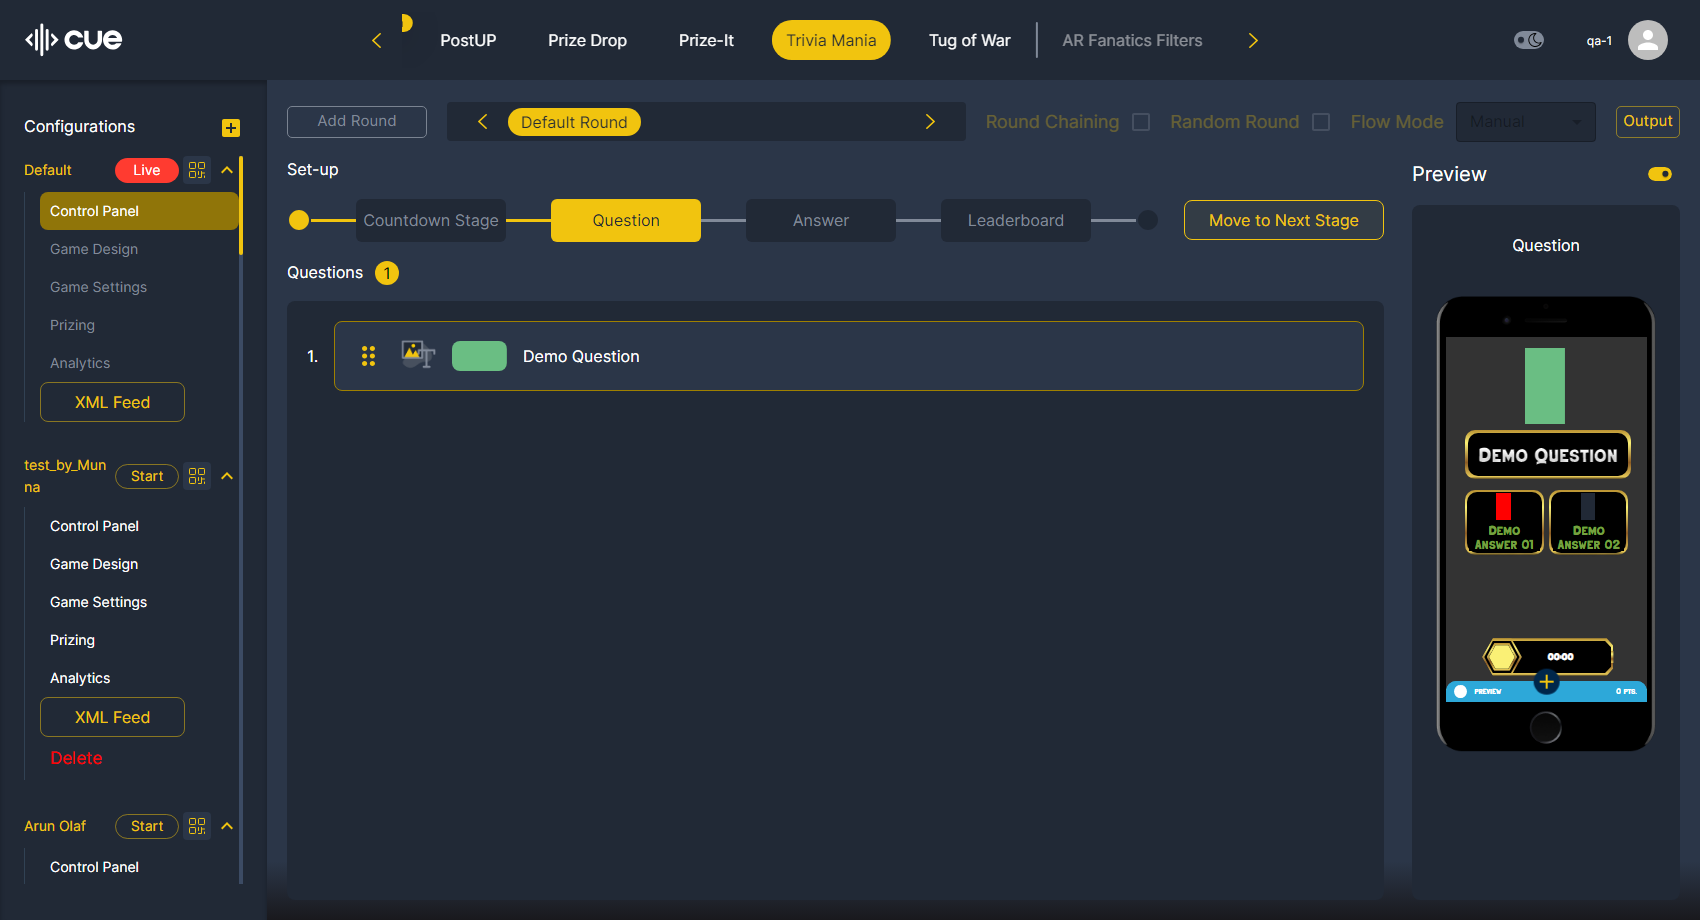 cue
PostUP
Prize Drop
Prize-It
Trivia Mania
Tug of War
AR Fanatics Filters
qa-1
Configurations
Default
Live
Control Panel
Game Design
Game Settings
Prizing
Analytics
XML Feed
test_by_Mun
na
Start
Control Panel
Game Design
Game Settings
Prizing
Analytics
XML Feed
Delete
Arun Olaf
Start
Control Panel
Add Round
Default Round
Round Chaining
Random Round
Flow Mode
Manual
Output
Set-up
Countdown Stage
Question
Answer
Leaderboard
Move to Next Stage
Questions
1
1.
Demo Question
Preview
Question
Demo Question
Demo
Answer 01
Demo
Answer 02
00:00
PREVIEW
0 PTS.